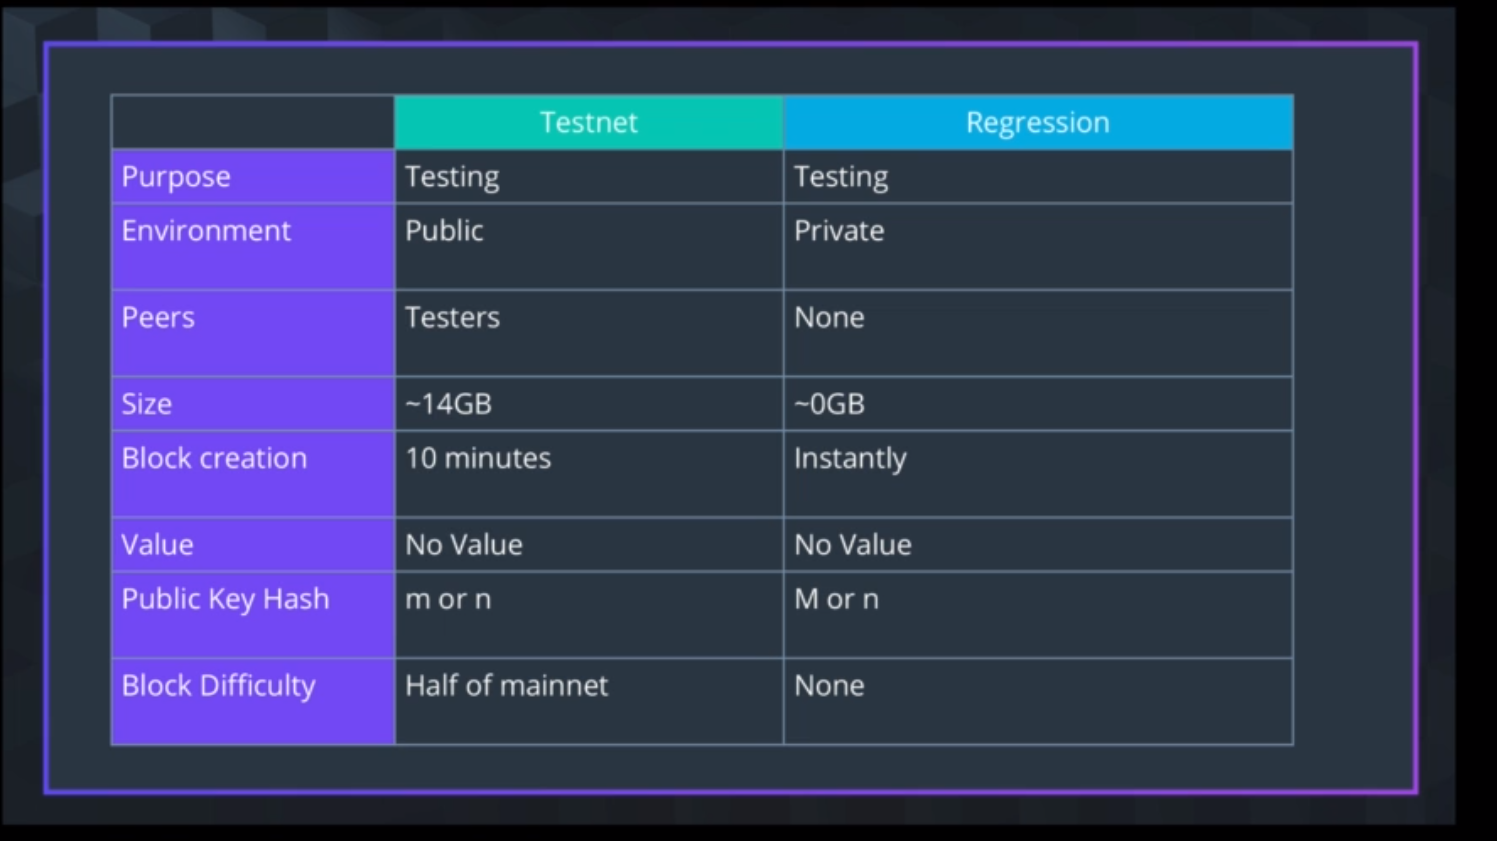 Testnet Regression
Purpose Testing Testing
Environment Public Private
Peers Testers None
Size ~14GB ~0GB
Block creation 10 minutes Instantly
Value No Value No Value
Public Key Hash m or n M or n
Block Difficulty Half of mainnet None